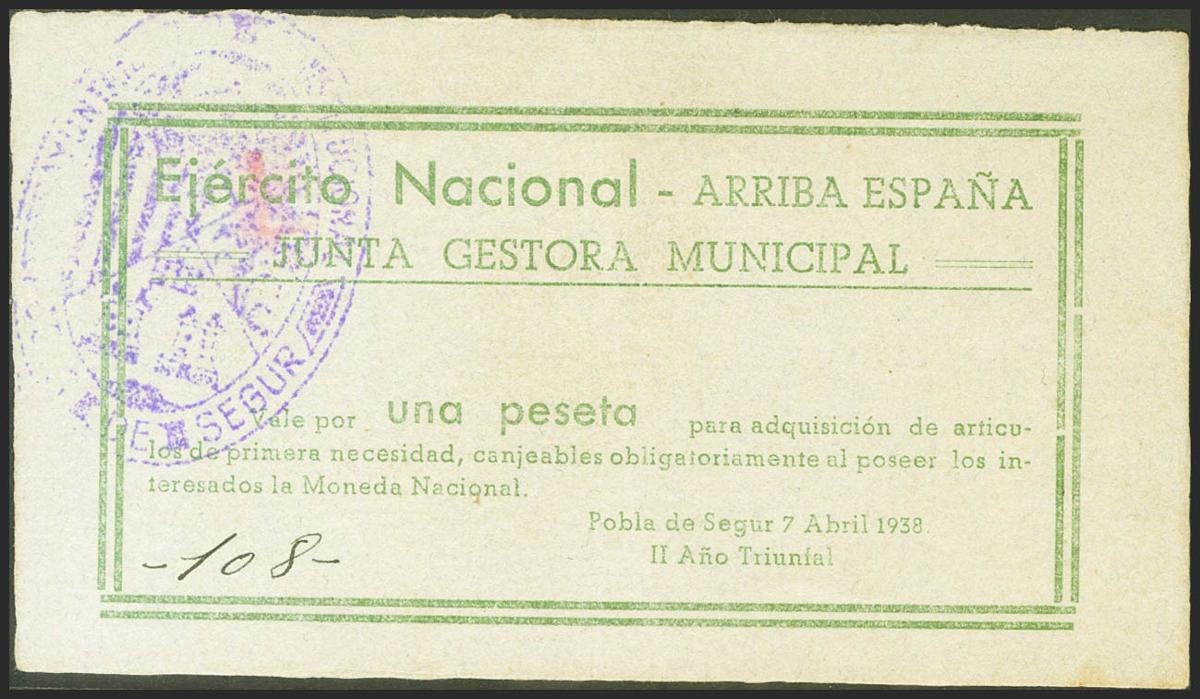 Ejército Nacional - ARRIBA ESPAÑA
JUNTA GESTORA MUNICIPAL
Vale por una peseta para adquisición de articu-
los de primera necesidad, canjeables obligatoriamente al poseer los in-
teresados la Moneda Nacional.
Pobla de Segur 7 Abril 1938.
II Año Triunfal
-108-
SEGUR